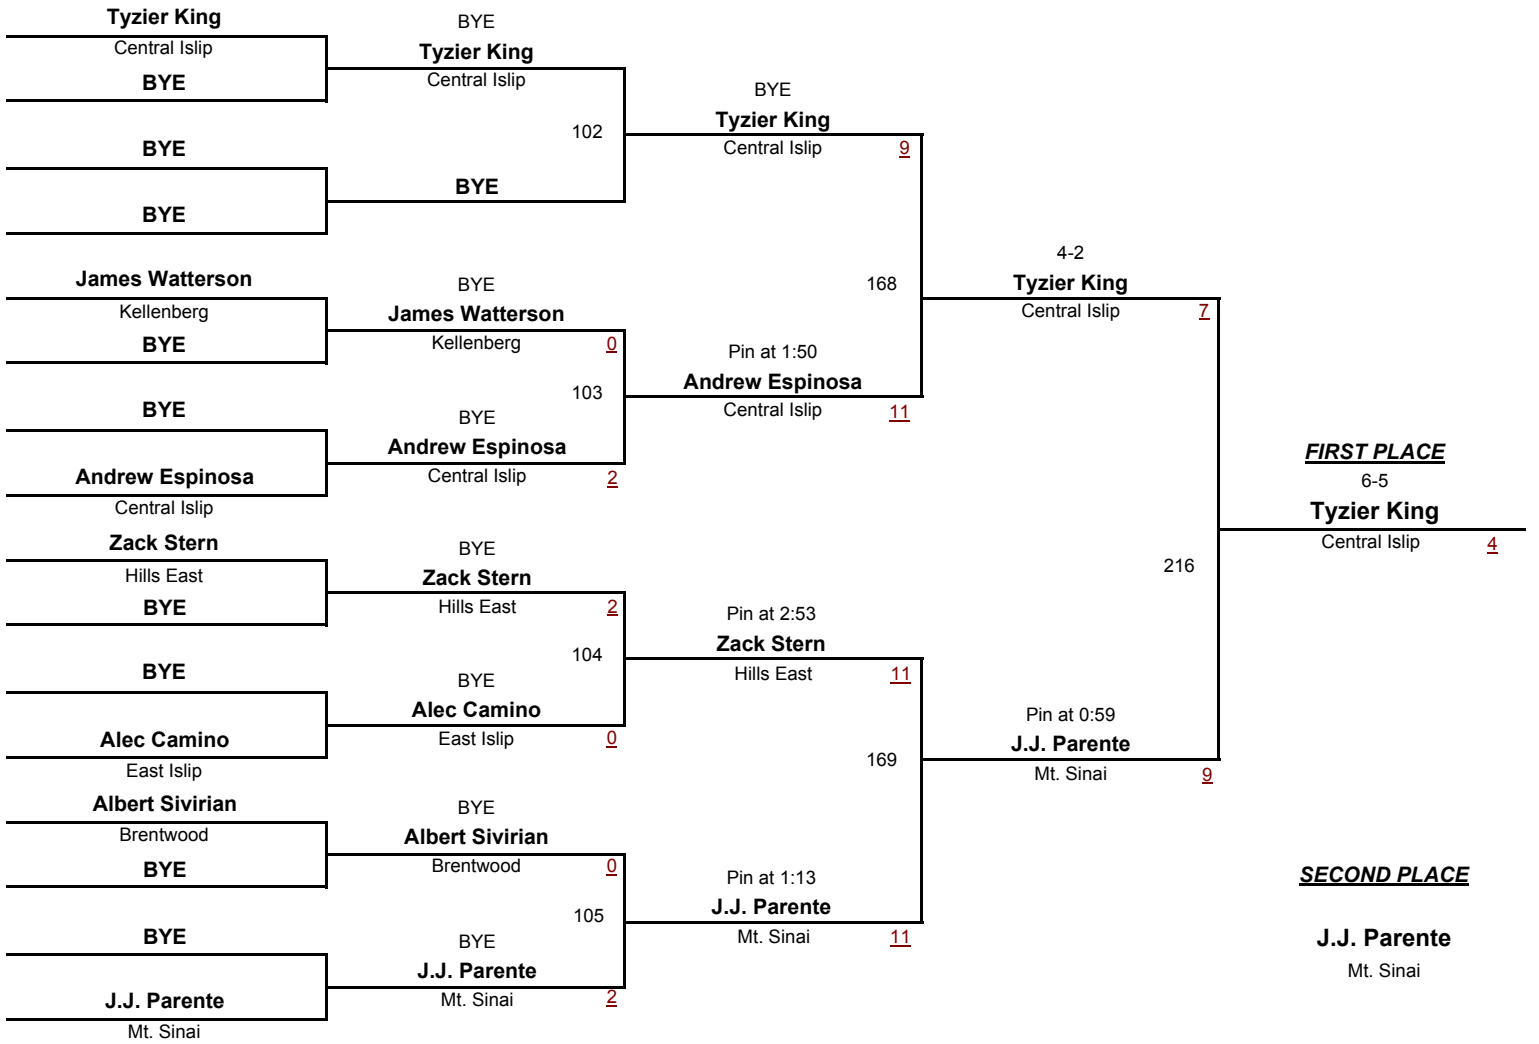 Tyzier King
Central Islip
BYE
BYE
BYE
James Watterson
Kellenberg
BYE
BYE
Andrew Espinosa
Central Islip
Zack Stern
Hills East
BYE
BYE
Alec Camino
East Islip
Albert Sivirian
Brentwood
BYE
BYE
J.J. Parente
Mt. Sinai
BYE
Tyzier King
Central Islip
102
BYE
BYE
James Watterson
Kellenberg 0
103
BYE
Andrew Espinosa
Central Islip 2
BYE
Zack Stern
Hills East 2
104
BYE
Alec Camino
East Islip 0
BYE
Albert Sivirian
Brentwood 0
105
BYE
J.J. Parente
Mt. Sinai 2
BYE
Tyzier King
Central Islip 9
168
Pin at 1:50
Andrew Espinosa
Central Islip 11
Pin at 2:53
Zack Stern
Hills East 11
169
Pin at 1:13
J.J. Parente
Mt. Sinai 11
4-2
Tyzier King
Central Islip 7
216
Pin at 0:59
J.J. Parente
Mt. Sinai 9
FIRST PLACE
6-5
Tyzier King
Central Islip 4
SECOND PLACE
J.J. Parente
Mt. Sinai